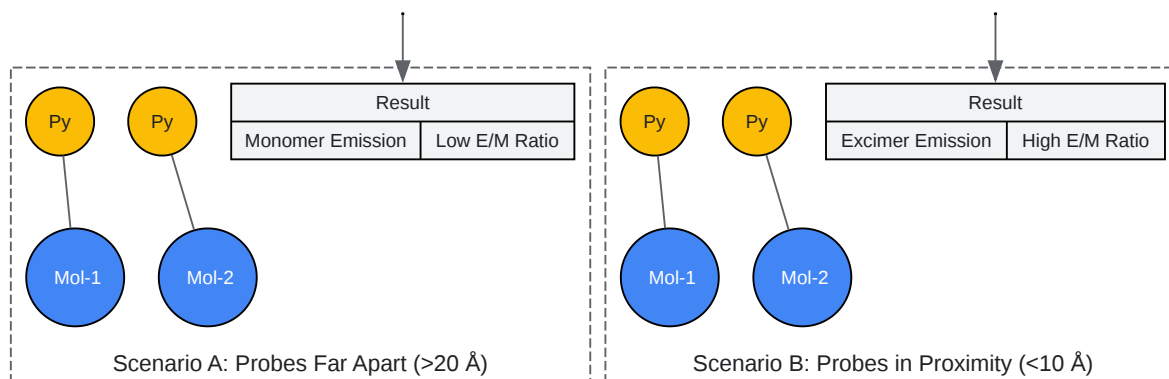 Py Py
Result
Monomer Emission Low E/M Ratio
Mol-1 Mol-2
Scenario A: Probes Far Apart (>20 Å)
Py Py
Result
Excimer Emission High E/M Ratio
Mol-1 Mol-2
Scenario B: Probes in Proximity (<10 Å)